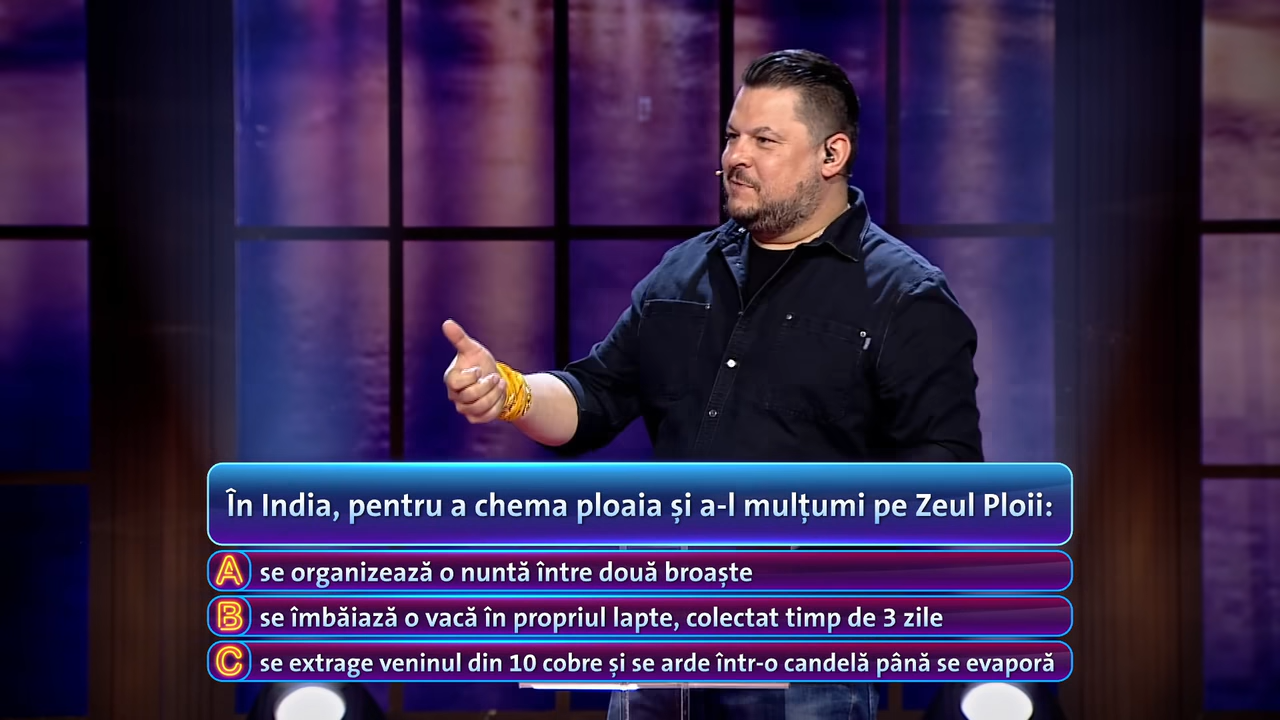 În India, pentru a chema ploaia și a-l mulțumi pe Zeul Ploii:
A se organizează o nuntă între două broaște
B se îmbăiază o vacă în propriul lapte, colectat timp de 3 zile
C se extrage veninul din 10 cobre și se arde într-o candelă până se evaporă